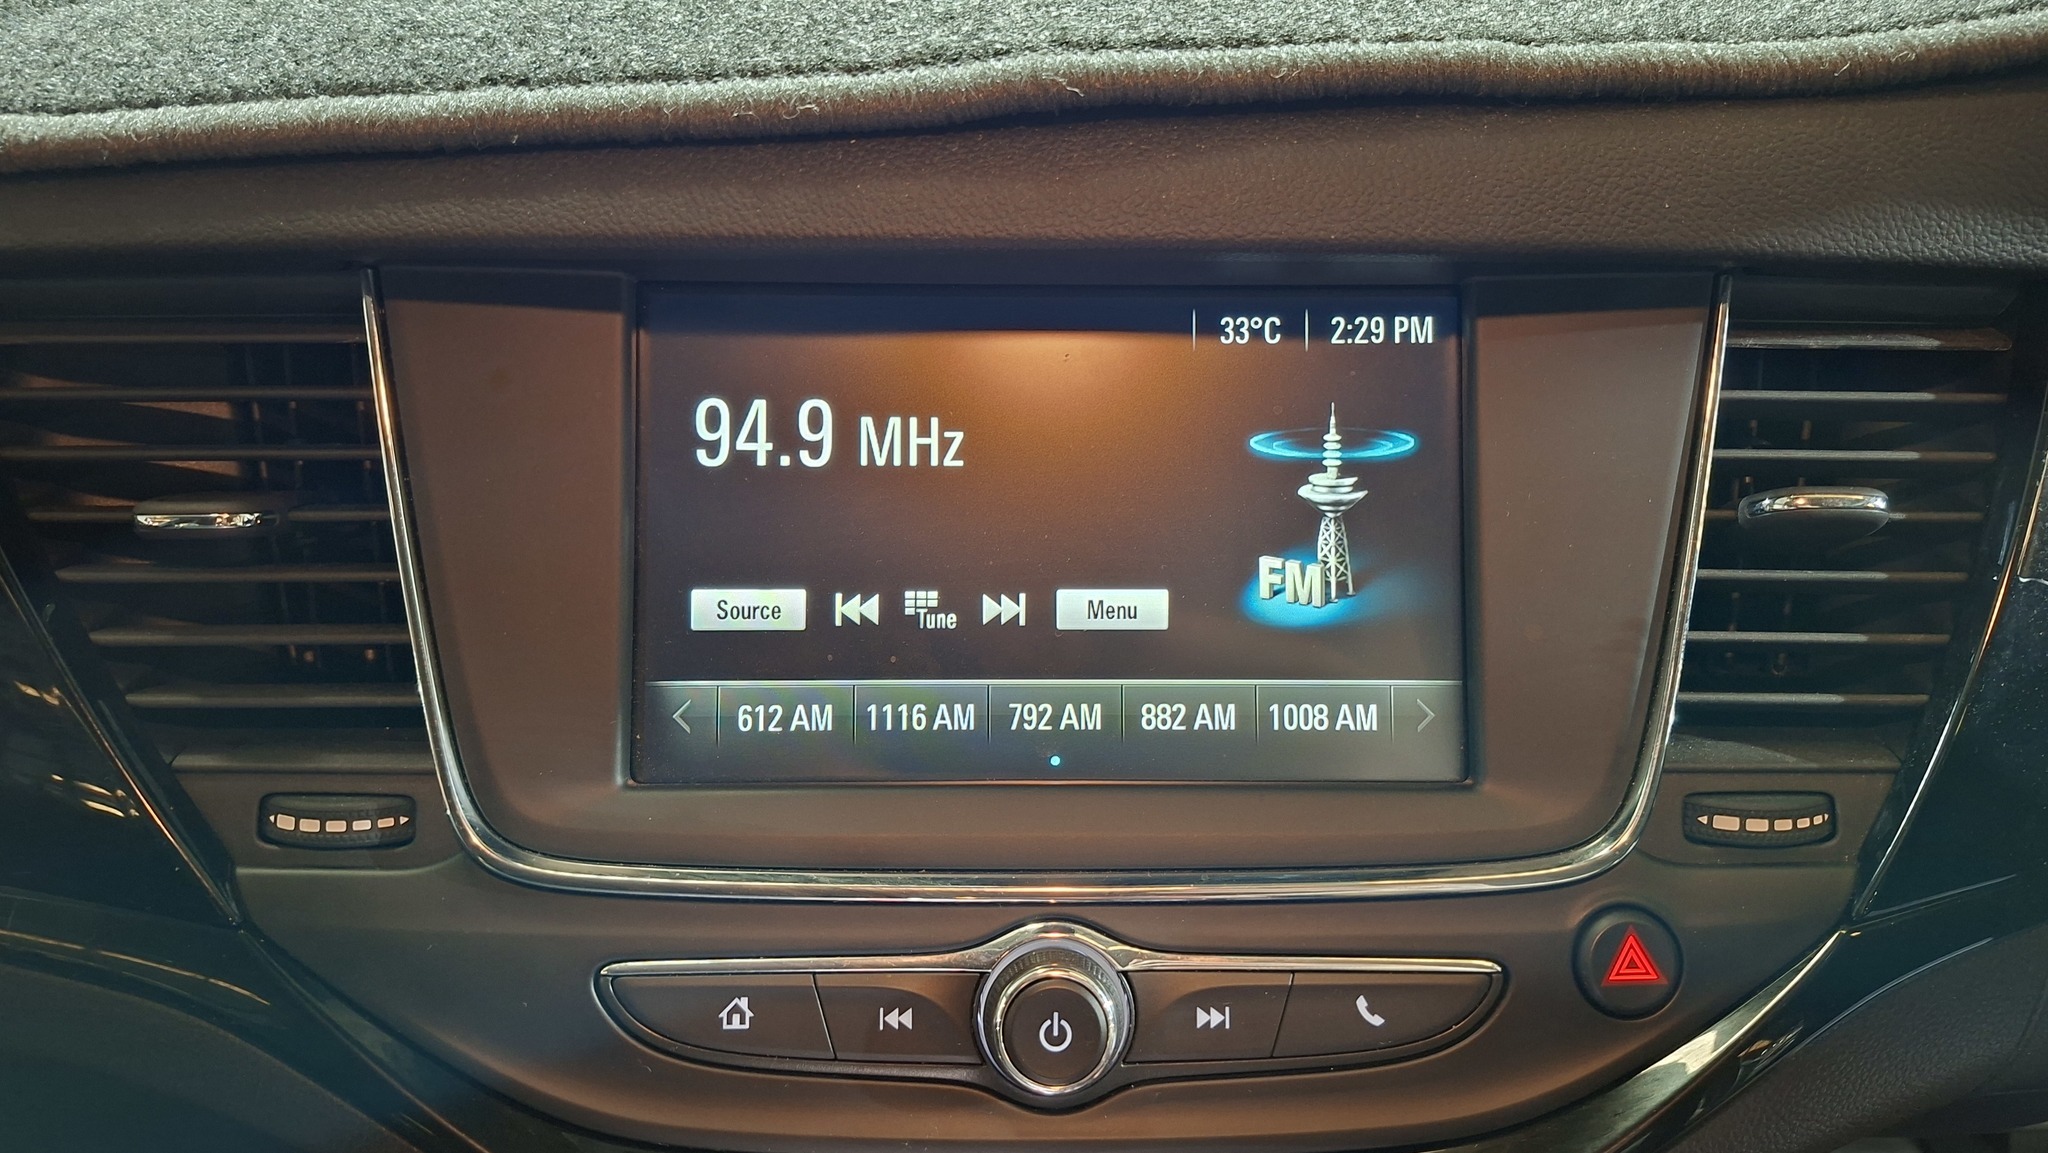 33°C 2:29 PM
94.9 MHz
FM
Source Tune Menu
612 AM 1116 AM 792 AM 882 AM 1008 AM